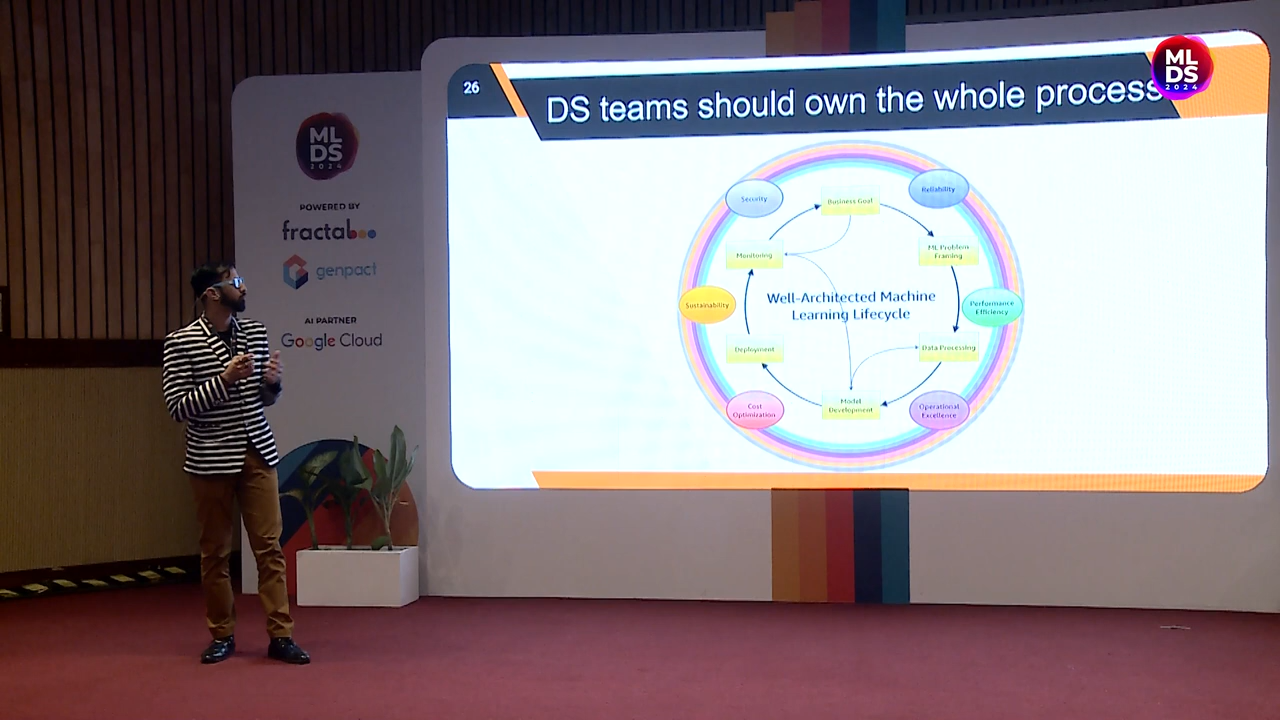 ML
DS
2024
POWERED BY
fractal
genpact
AI PARTNER
Google Cloud
26
DS teams should own the whole process
ML
DS
2024
Security
Business Goal
Reliability
Monitoring
ML Problem
Framing
Sustainability
Well-Architected Machine
Learning Lifecycle
Performance
Efficiency
Deployment
Data Processing
Cost
Optimization
Model
Development
Operational
Excellence